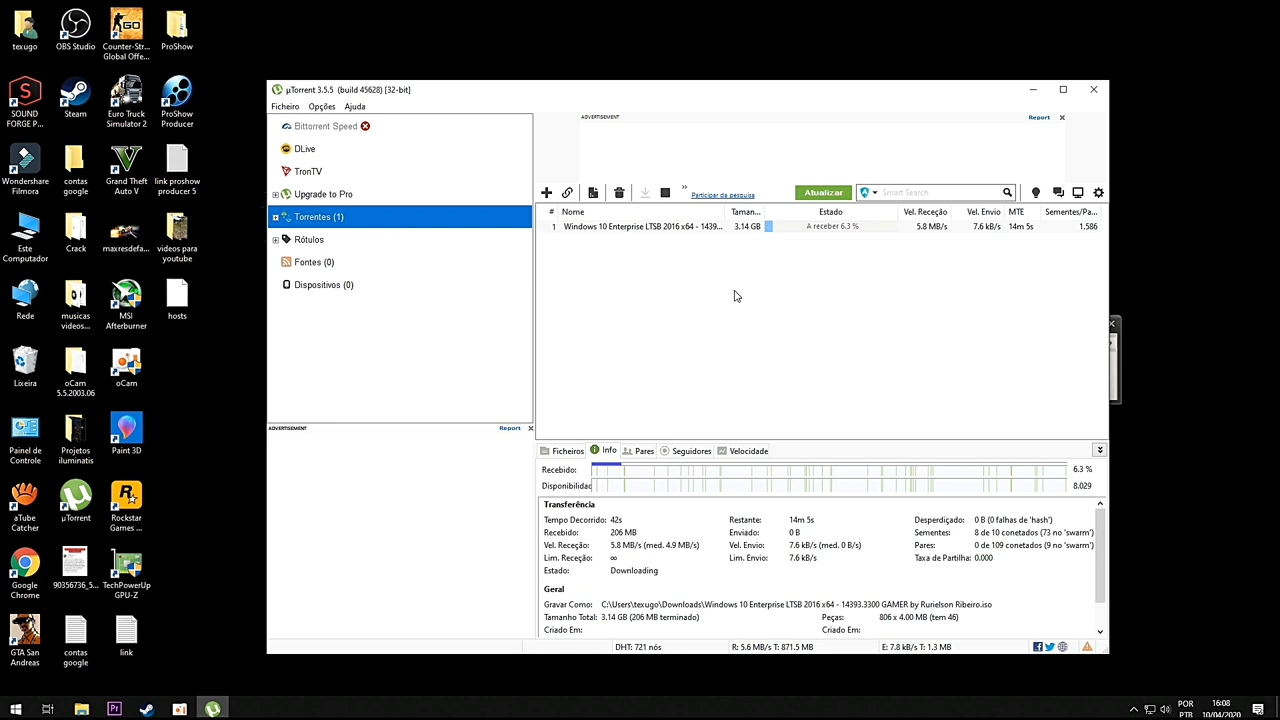 texugo
OBS Studio
Counter-Str...
Global Offe...
ProShow
SOUND
FORGE P...
Steam
Euro Truck
Simulator 2
ProShow
Producer
Wondershare
Filmora
contas
google
Grand Theft
Auto V
link proshow
producer 5
Este
Computador
Crack
maxresdefa...
videos para
youtube
Rede
musicas
videos...
MSI
Afterburner
hosts
Lixeira
oCam
5.5.2003.06
oCam
Painel de
Controle
Projetos
iluminatis
Paint 3D
aTube
Catcher
µTorrent
Rockstar
Games ...
Google
Chrome
90356736_5...
TechPowerUp
GPU-Z
GTA San
Andreas
contas
google
link
µTorrent 3.5.5 (build 45628) [32-bit]
Ficheiro Opções Ajuda
Bittorrent Speed
DLive
TronTV
Upgrade to Pro
Torrentes (1)
Rótulos
Fontes (0)
Dispositivos (0)
ADVERTISEMENT Report
ADVERTISEMENT Report
Participar da pesquisa Atualizar Smart Search
# Nome Taman... Estado Vel. Receção Vel. Envio MTE Sementes/Pa...
1 Windows 10 Enterprise LTSB 2016 x64 - 1439... 3.14 GB A receber 6.3 % 5.8 MB/s 7.6 kB/s 14m 5s 1.586
Ficheiros Info Pares Seguidores Velocidade
Recebido: 6.3 %
Disponibilidad 8.029
Transferência
Tempo Decorrido: 42s Restante: 14m 5s Desperdiçado: 0 B (0 falhas de 'hash')
Recebido: 206 MB Enviado: 0 B Sementes: 8 de 10 conetados (73 no 'swarm')
Vel. Receção: 5.8 MB/s (med. 4.9 MB/s) Vel. Envio: 7.6 kB/s (med. 0 B/s) Pares: 0 de 109 conetados (9 no 'swarm')
Lim. Receção: ∞ Lim. Envio: 7.6 kB/s Taxa de Partilha: 0.000
Estado: Downloading
Geral
Gravar Como: C:\Users\texugo\Downloads\Windows 10 Enterprise LTSB 2016 x64 - 14393.3300 GAMER by Rurielson Ribeiro.iso
Tamanho Total: 3.14 GB (206 MB terminado) Peças: 806 x 4.00 MB (tem 46)
Criado Em: Criado Em:
DHT: 721 nós R: 5.6 MB/s T: 871.5 MB E: 7.8 kB/s T: 1.3 MB
POR
PTB
16:08
10/04/2020